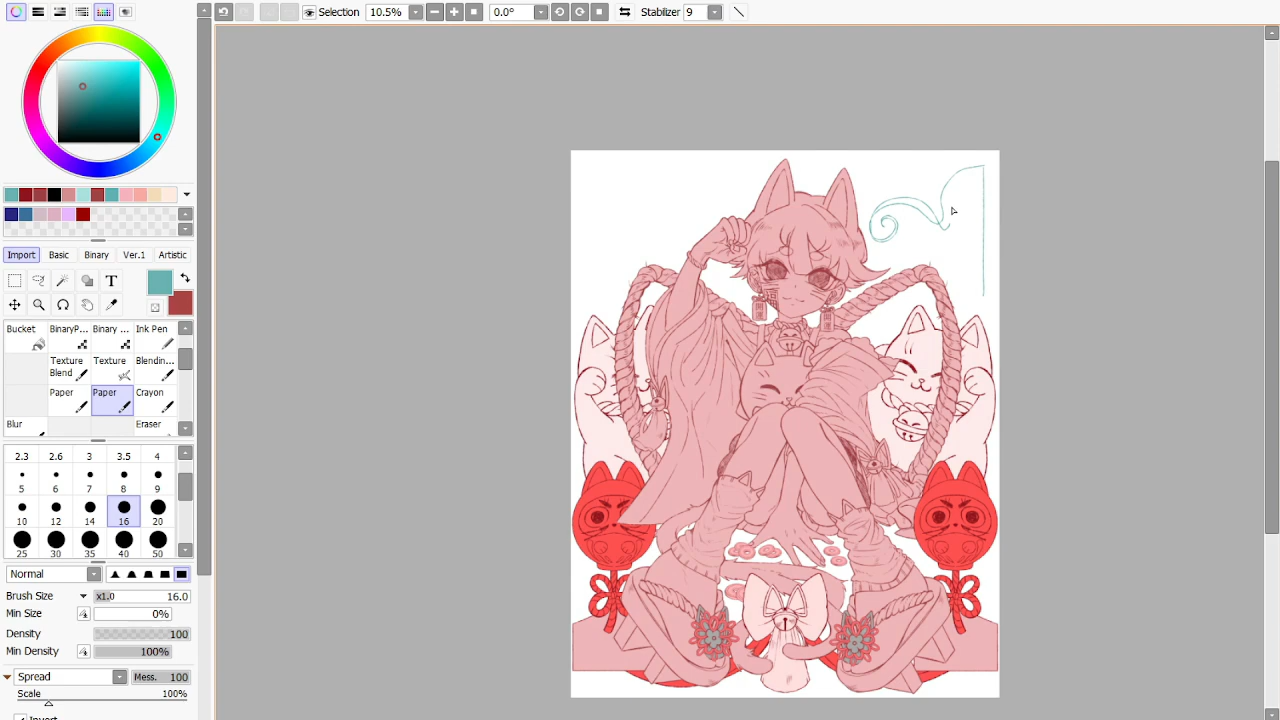 Selection 10.5% 0.0° Stabilizer 9
Import Basic Binary Ver.1 Artistic
T
Bucket BinaryP... Binary ... Ink Pen
Texture Blend Texture Blendin...
Paper Paper Crayon
Blur Eraser
2.3 2.6 3 3.5 4
5 6 7 8 9
10 12 14 16 20
25 30 35 40 50
Normal
Brush Size x1.0 16.0
Min Size 0%
Density 100
Min Density 100%
Spread Mess. 100
Scale 100%
Invert